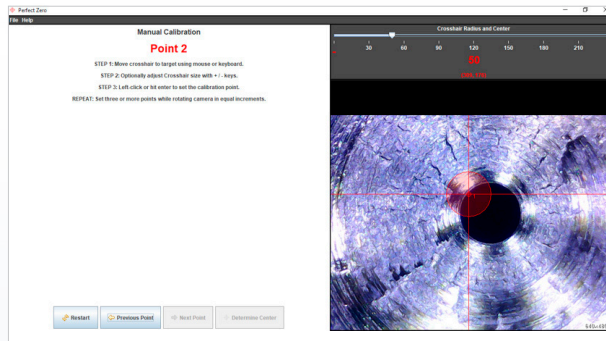 Perfect Zero
File Help
Manual Calibration
Point 2
STEP 1: Move crosshair to target using mouse or keyboard.
STEP 2: Optionally adjust Crosshair size with + / - keys.
STEP 3: Left-click or hit enter to set the calibration point.
REPEAT: Set three or more points while rotating camera in equal increments.
Restart
Previous Point
Next Point
Determine Center
Crosshair Radius and Center
30 60 90 120 150 180 210
50
640x480